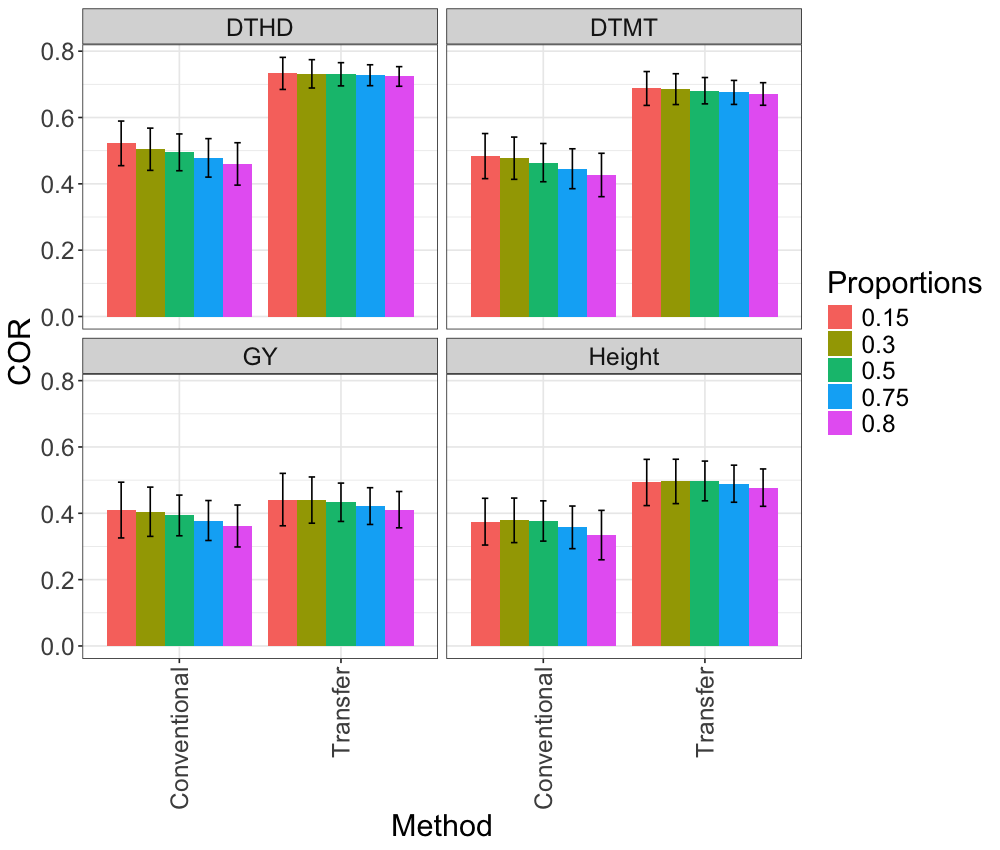 DTHD
DTMT
0.8
0.6
0.4
0.2
0.0
GY
Height
0.8
0.6
0.4
0.2
0.0
COR
Conventional
Transfer
Conventional
Transfer
Method
Proportions
0.15
0.3
0.5
0.75
0.8